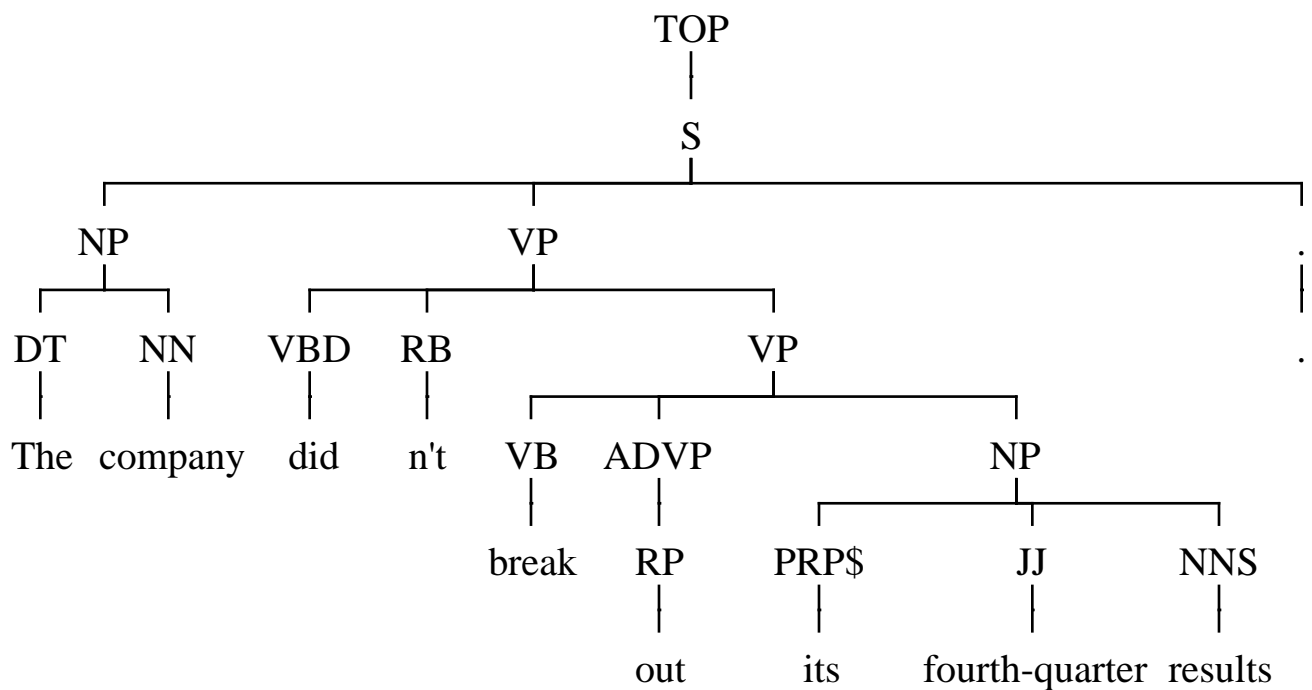 TOP
S
NP VP .
DT NN VBD RB VP .
The company did n't VB ADVP NP
break RP PRP$ JJ NNS
out its fourth-quarter results